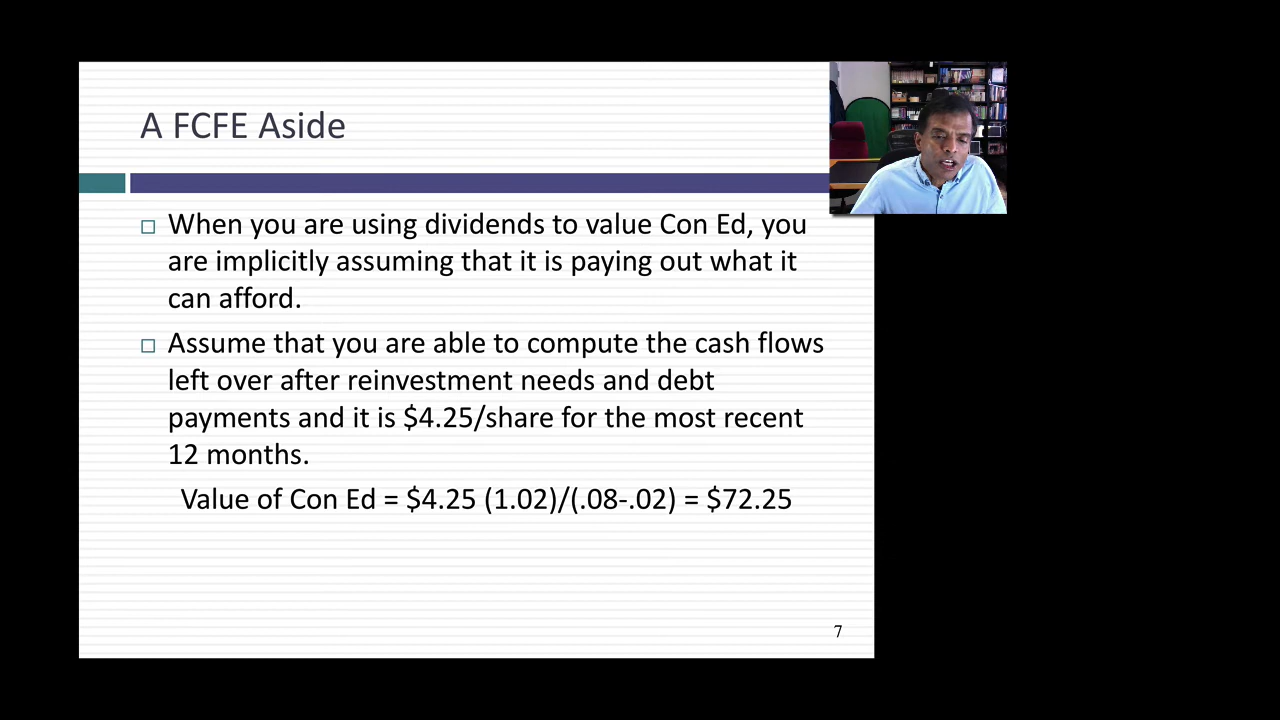 A FCFE Aside
When you are using dividends to value Con Ed, you
are implicitly assuming that it is paying out what it
can afford.
Assume that you are able to compute the cash flows
left over after reinvestment needs and debt
payments and it is $4.25/share for the most recent
12 months.
Value of Con Ed = $4.25 (1.02)/(.08-.02) = $72.25
7